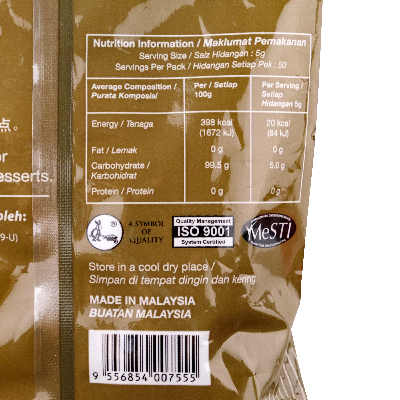 点。
or
esserts.
oleh:
9-U)
Nutrition Information / Maklumat Pemakanan
Serving Size / Saiz Hidangan : 5g
Servings Per Pack / Hidangan Setiap Pek : 50
Average Composition / Purata Komposisi
Per / Setiap 100g
Per Serving / Setiap Hidangan 5g
Energy / Tenaga 398 kcal (1672 kJ) 20 kcal (84 kJ)
Fat / Lemak 0 g 0 g
Carbohydrate / Karbohidrat 99.5 g 5.0 g
Protein / Protein 0 g 0 g
A SYMBOL OF QUALITY
Quality Management
ISO 9001
System Certified
MeSTI
Store in a cool dry place /
Simpan di tempat dingin dan kering
MADE IN MALAYSIA
BUATAN MALAYSIA
9 556854 007555